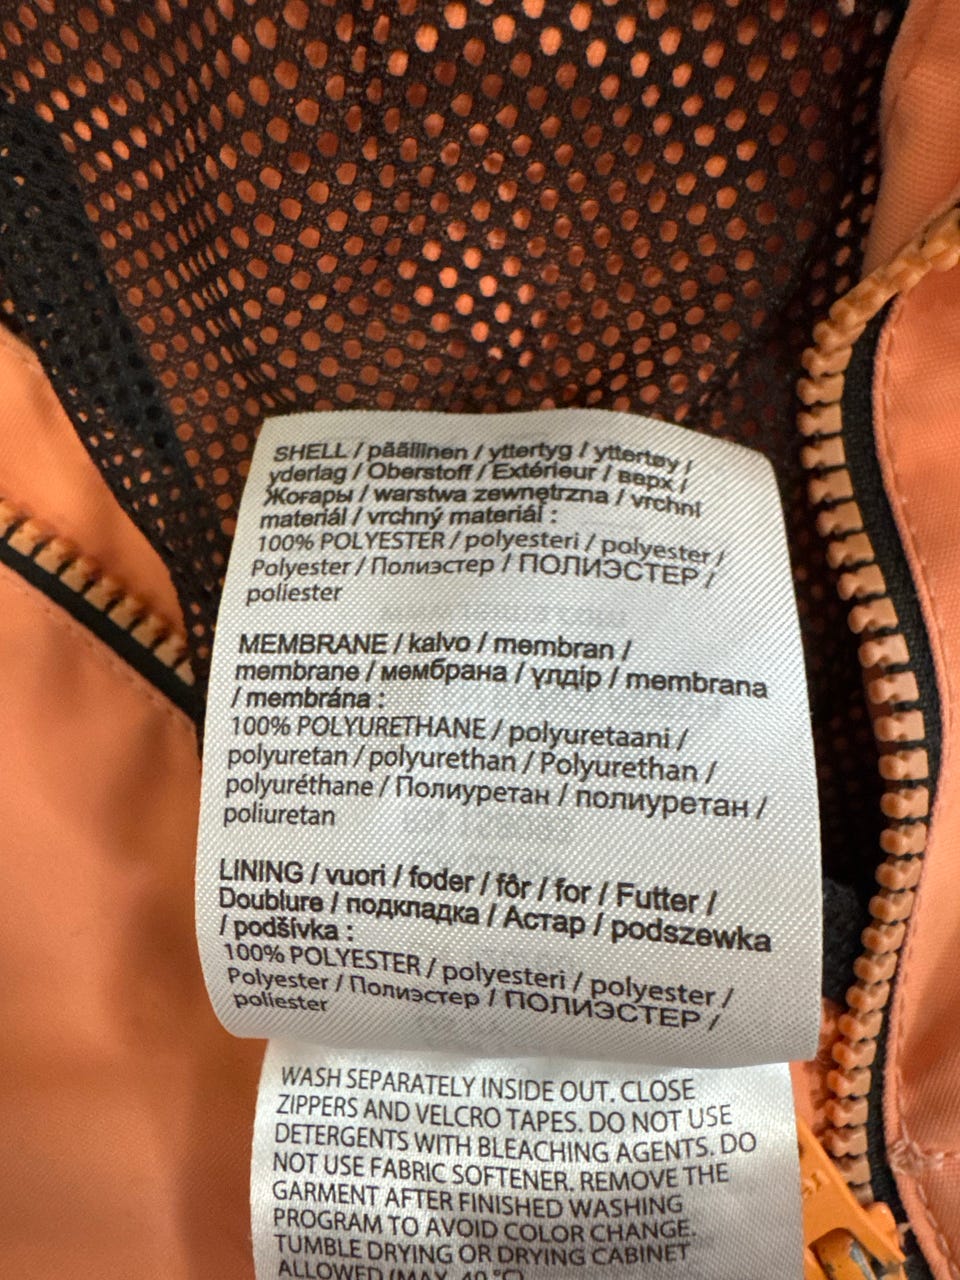 SHELL / päällinen / yttertyg / yttertøy /
yderlag / Oberstoff / Extérieur / верх /
Жоғары / warstwa zewnętrzna / vrchní
materiál / vrchný materiál :
100% POLYESTER / polyesteri / polyester /
Polyester / Полиэстер / ПОЛИЭСТЕР /
poliester
MEMBRANE / kalvo / membran /
membrane / мембрана / үлдір / membrana
/ membrána :
100% POLYURETHANE / polyuretaani /
polyuretan / polyurethan / Polyurethan /
polyuréthane / Полиуретан / полиуретан /
poliuretan
LINING / vuori / foder / fôr / for / Futter /
Doublure / подкладка / Астар / podszewka
/ podšívka :
100% POLYESTER / polyesteri / polyester /
Polyester / Полиэстер / ПОЛИЭСТЕР /
poliester
WASH SEPARATELY INSIDE OUT. CLOSE
ZIPPERS AND VELCRO TAPES. DO NOT USE
DETERGENTS WITH BLEACHING AGENTS. DO
NOT USE FABRIC SOFTENER. REMOVE THE
GARMENT AFTER FINISHED WASHING
PROGRAM TO AVOID COLOR CHANGE.
TUMBLE DRYING OR DRYING CABINET
ALLOWED (MAX. 40 °C)